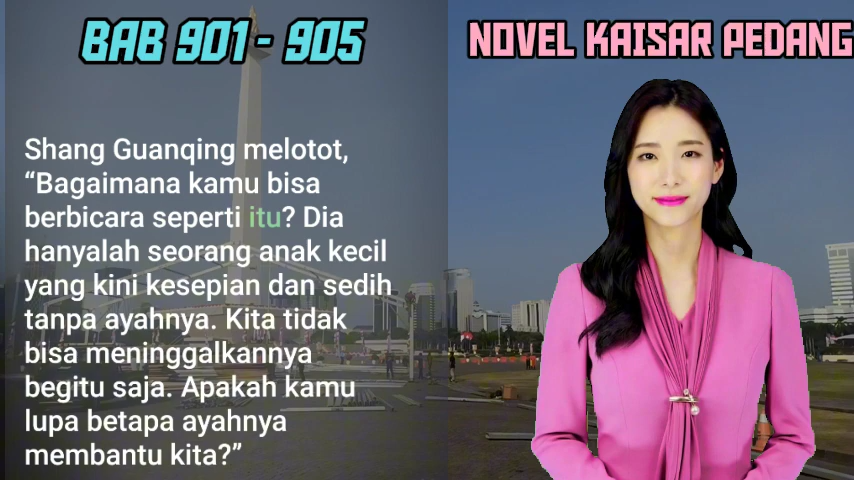 BAB 901 - 905
NOVEL KAISAR PEDANG
Shang Guanqing melotot,
“Bagaimana kamu bisa
berbicara seperti itu? Dia
hanyalah seorang anak kecil
yang kini kesepian dan sedih
tanpa ayahnya. Kita tidak
bisa meninggalkannya
begitu saja. Apakah kamu
lupa betapa ayahnya
membantu kita?”